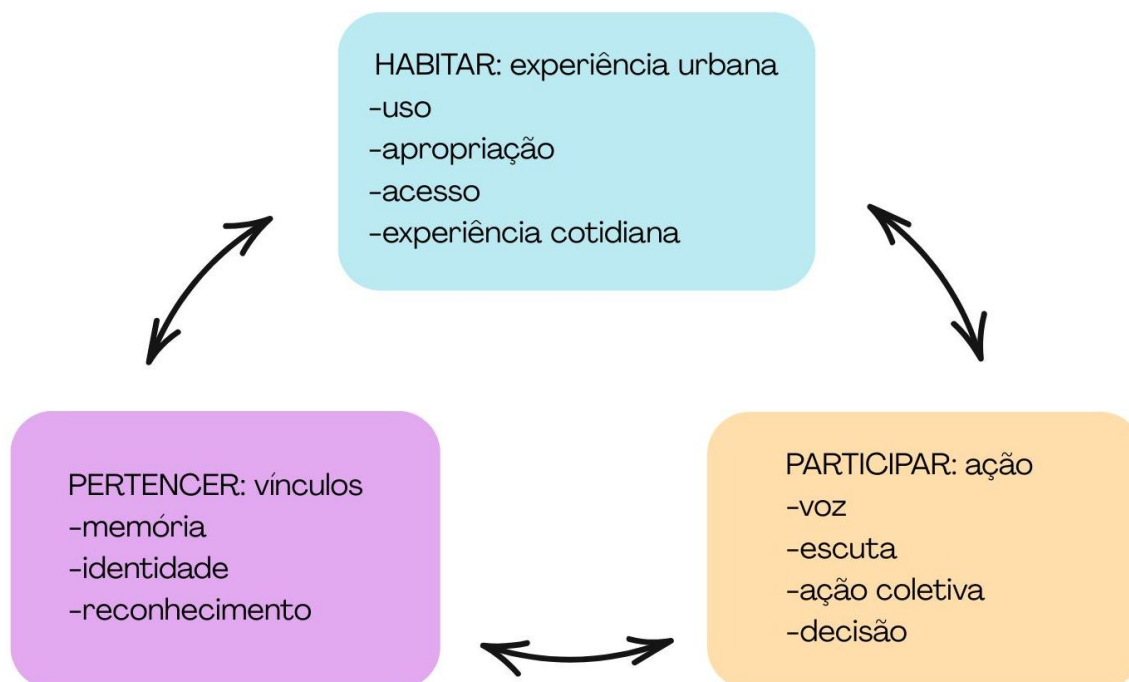 HABITAR: experiência urbana
-uso
-apropriação
-acesso
-experiência cotidiana
PERTENCER: vínculos
-memória
-identidade
-reconhecimento
PARTICIPAR: ação
-voz
-escuta
-ação coletiva
-decisão